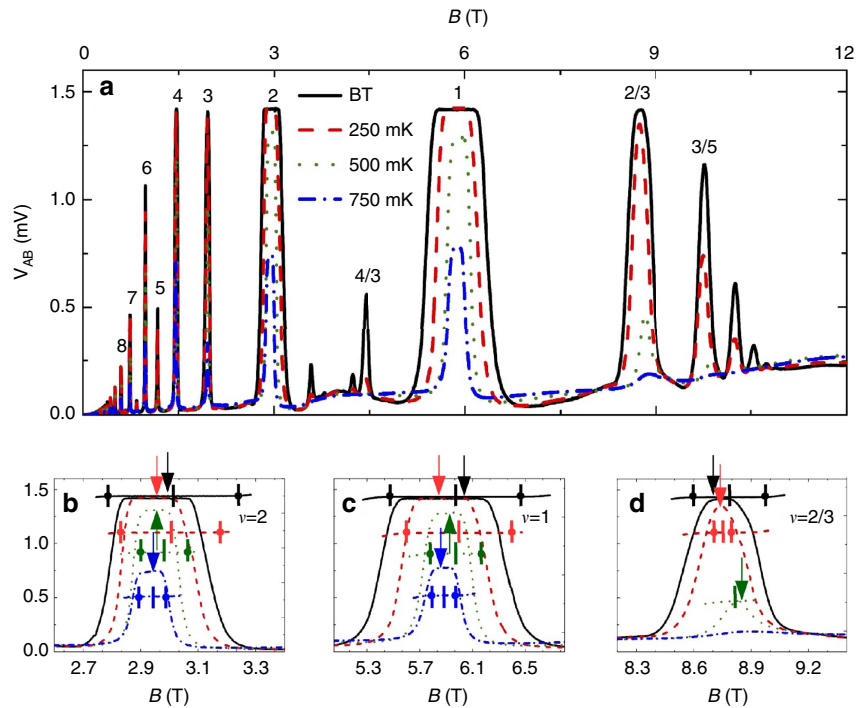 B (T)
0 3 6 9 12
a
1.5
1.0
0.5
0.0
V_AB (mV)
8
7
6
5
4
3
2
4/3
1
2/3
3/5
BT
250 mK
500 mK
750 mK
b
ν=2
1.5
1.0
0.5
0.0
2.7 2.9 3.1 3.3
B (T)
c
ν=1
5.3 5.7 6.1 6.5
B (T)
d
ν=2/3
8.3 8.6 8.9 9.2
B (T)